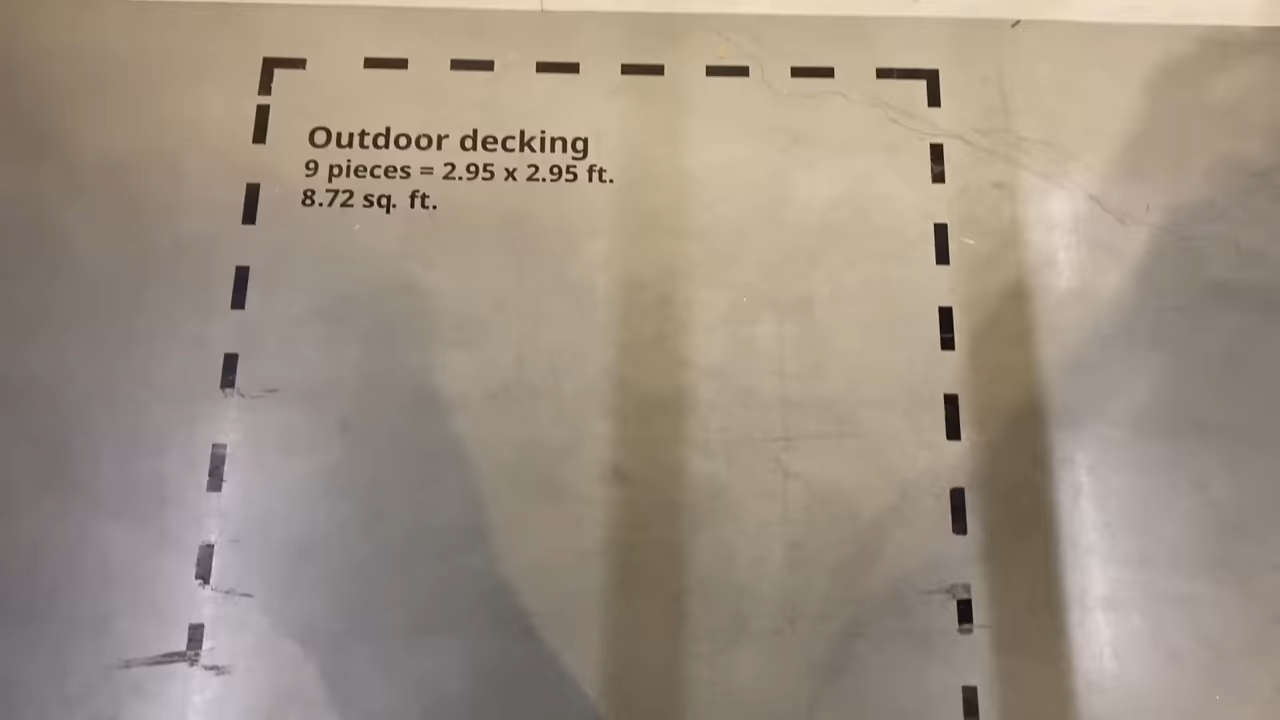 Outdoor decking
9 pieces = 2.95 x 2.95 ft.
8.72 sq. ft.